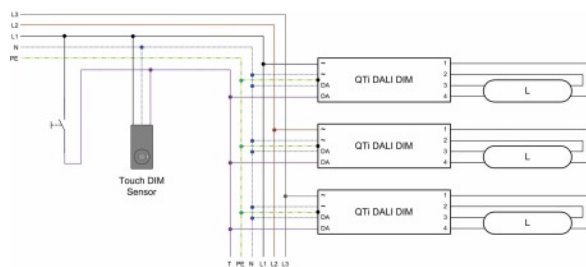 L3
L2
L1
N
PE
~
~
DA
DA
QTi DALI DIM
1
2
3
4
L
~
~
DA
DA
QTi DALI DIM
1
2
3
4
L
~
~
DA
DA
QTi DALI DIM
1
2
3
4
L
Touch DIM
Sensor
T PE N L1 L2 L3